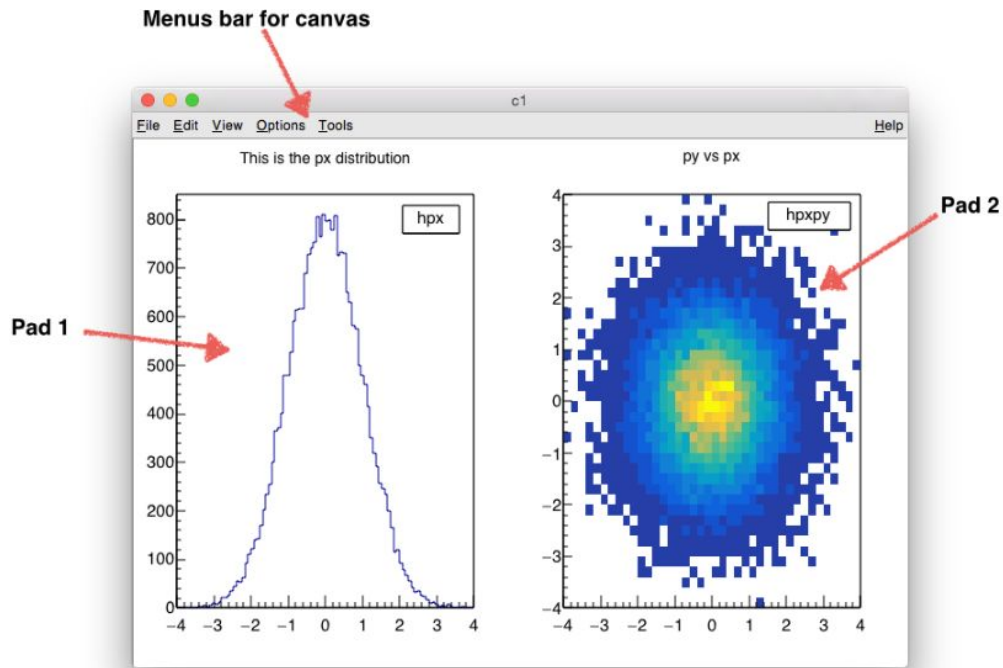 Menus bar for canvas
c1
File Edit View Options Tools Help
This is the px distribution
py vs px
Pad 1
Pad 2
hpx
800
700
600
500
400
300
200
100
0
−4 −3 −2 −1 0 1 2 3 4
hpxpy
4
3
2
1
0
−1
−2
−3
−4
−4 −3 −2 −1 0 1 2 3 4